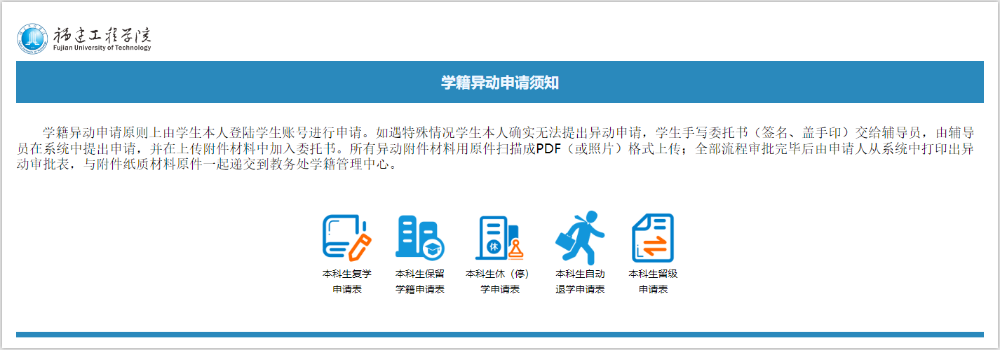 福建工程学院
Fujian University of Technology
学籍异动申请须知
学籍异动申请原则上由学生本人登陆学生账号进行申请。如遇特殊情况学生本人确实无法提出异动申请，学生手写委托书（签名、盖手印）交给辅导员，由辅导
员在系统中提出申请，并在上传附件材料中加入委托书。所有异动附件材料用原件扫描成PDF（或照片）格式上传；全部流程审批完毕后由申请人从系统中打印出异
动审批表，与附件纸质材料原件一起递交到教务处学籍管理中心。
休
本科生复学
申请表
本科生保留
学籍申请表
本科生休（停）
学申请表
本科生自动
退学申请表
本科生留级
申请表